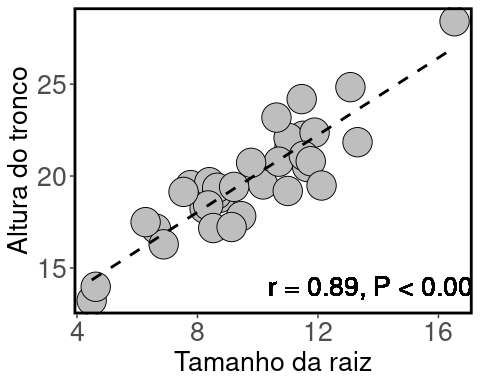 Altura do tronco
25
20
15
r = 0.89, P < 0.00
4 8 12 16
Tamanho da raiz